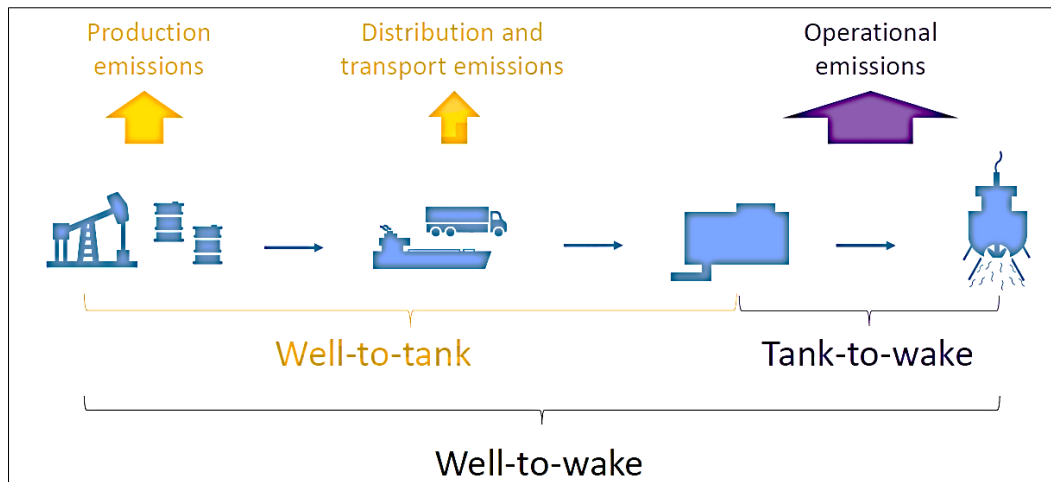 Production
emissions
Distribution and
transport emissions
Operational
emissions
Well-to-tank
Tank-to-wake
Well-to-wake